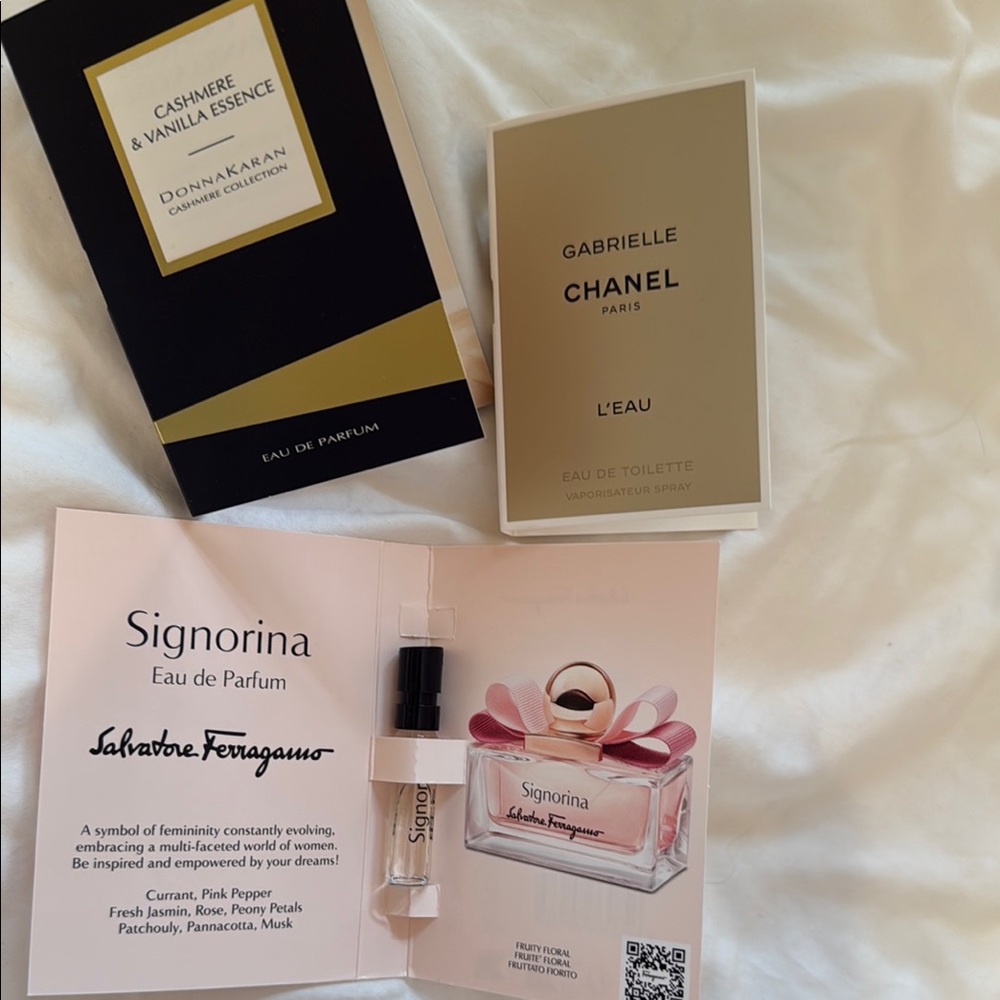 CASHMERE
& VANILLA ESSENCE
DONNAKARAN
CASHMERE COLLECTION
EAU DE PARFUM
GABRIELLE
CHANEL
PARIS
L'EAU
EAU DE TOILETTE
VAPORISATEUR SPRAY
Signorina
Eau de Parfum
Salvatore Ferragamo
A symbol of femininity constantly evolving,
embracing a multi-faceted world of women.
Be inspired and empowered by your dreams!
Currant, Pink Pepper
Fresh Jasmin, Rose, Peony Petals
Patchouly, Pannacotta, Musk
Signor
Signorina
Salvatore Ferragamo
FRUITY FLORAL
FRUITE' FLORAL
FRUTTATO FIORITO